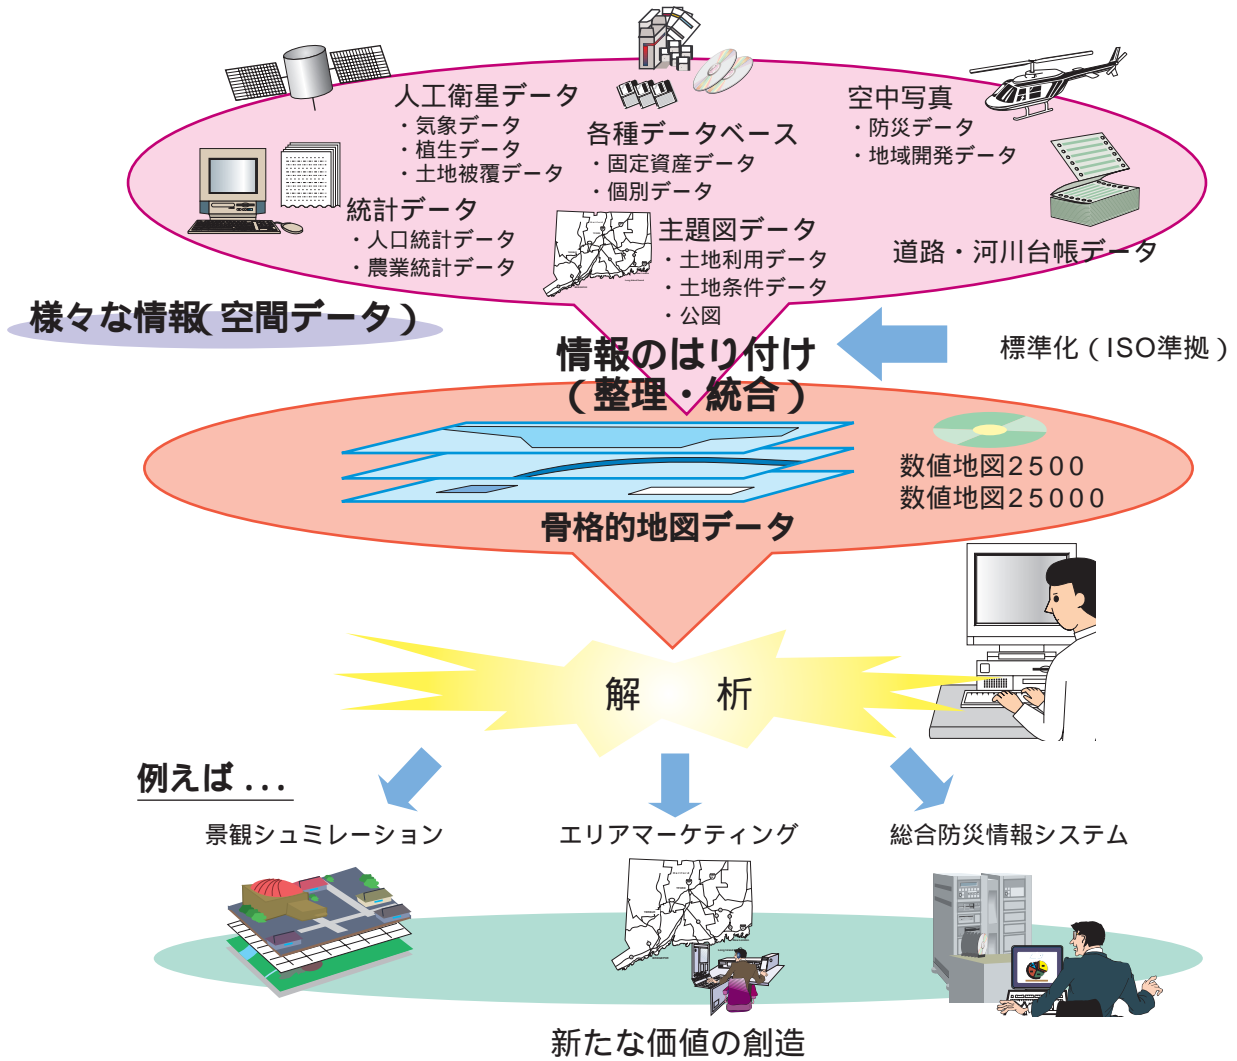 人工衛星データ
・気象データ
・植生データ
・土地被覆データ
各種データベース
・固定資産データ
・個別データ
空中写真
・防災データ
・地域開発データ
統計データ
・人口統計データ
・農業統計データ
主題図データ
・土地利用データ
・土地条件データ
・公図
道路・河川台帳データ
様々な情報(空間データ)
情報のはり付け
(整理・統合)
標準化(ISO準拠)
数値地図2500
数値地図25000
骨格的地図データ
解 析
例えば...
景観シュミレーション
エリアマーケティング
総合防災情報システム
新たな価値の創造